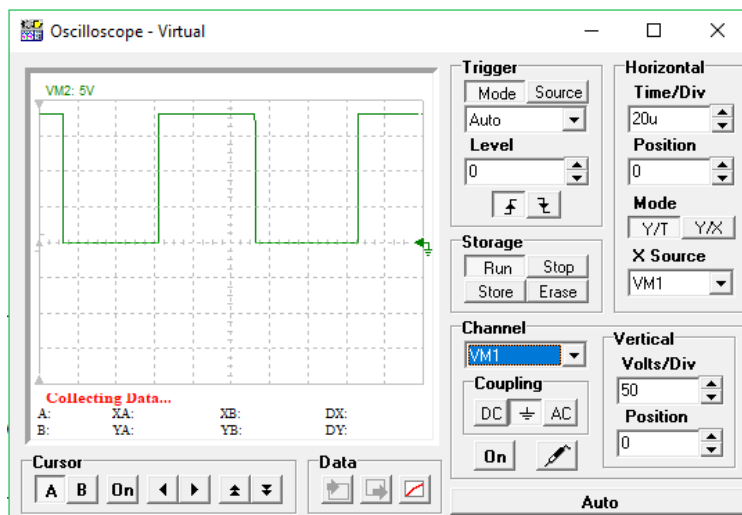 Oscilloscope - Virtual
VM2: 5V
Collecting Data...
A: XA: XB: DX:
B: YA: YB: DY:
Cursor
A B On
Data
Trigger
Mode Source
Auto
Level
0
Storage
Run Stop
Store Erase
Horizontal
Time/Div
20u
Position
0
Mode
Y/T Y/X
X Source
VM1
Channel
VM1
Coupling
DC AC
On
Vertical
Volts/Div
50
Position
0
Auto